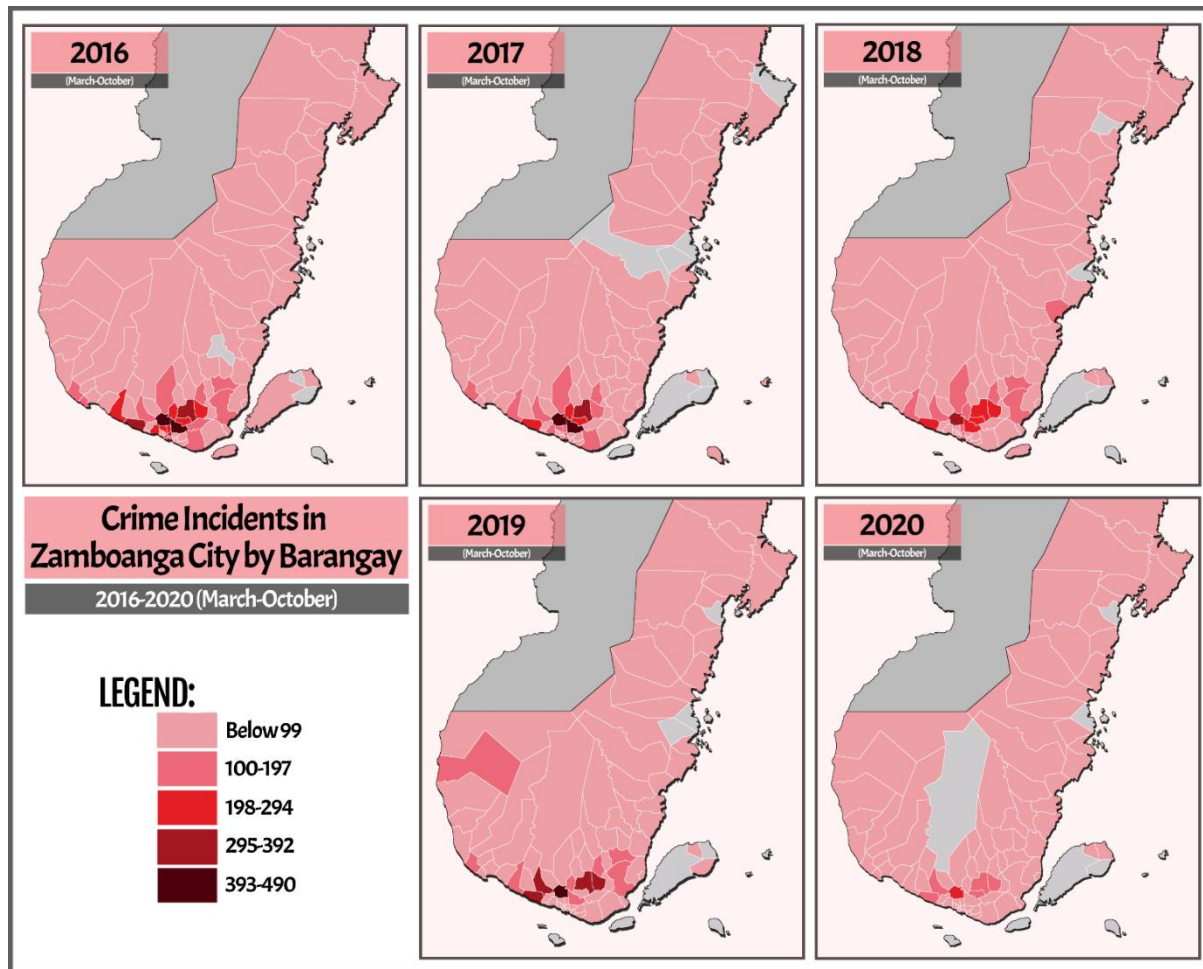 2016
(March-October)
2017
(March-October)
2018
(March-October)
Crime Incidents in
Zamboanga City by Barangay
2016-2020 (March-October)
2019
(March-October)
2020
(March-October)
LEGEND:
Below 99
100-197
198-294
295-392
393-490